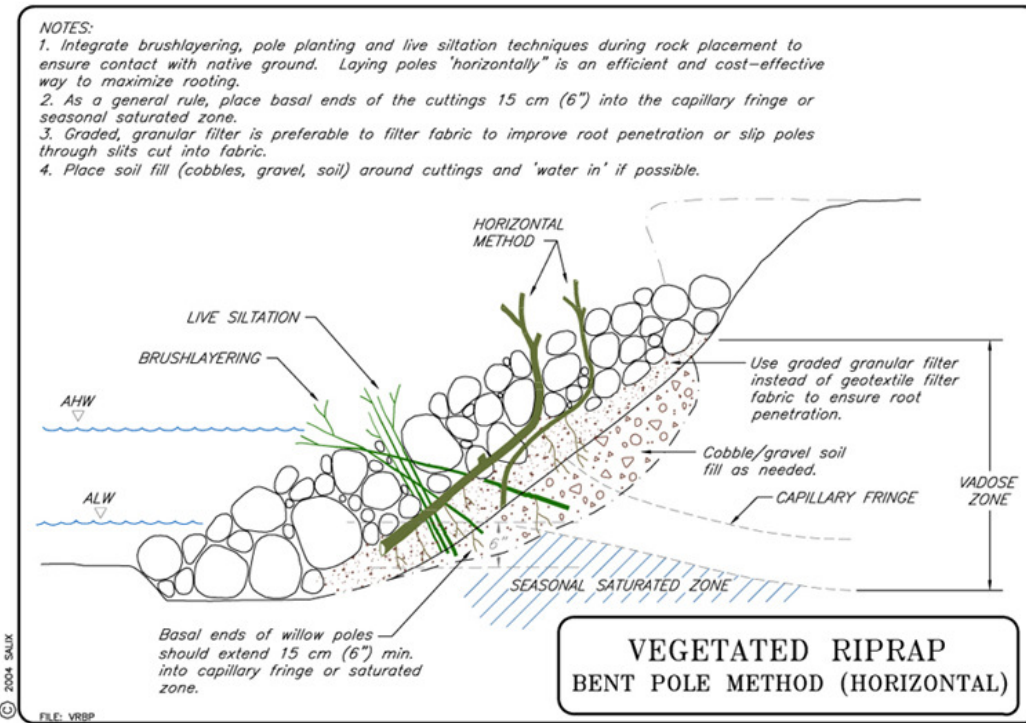 NOTES:
1. Integrate brushlayering, pole planting and live siltation techniques during rock placement to
ensure contact with native ground. Laying poles 'horizontally" is an efficient and cost-effective
way to maximize rooting.
2. As a general rule, place basal ends of the cuttings 15 cm (6") into the capillary fringe or
seasonal saturated zone.
3. Graded, granular filter is preferable to filter fabric to improve root penetration or slip poles
through slits cut into fabric.
4. Place soil fill (cobbles, gravel, soil) around cuttings and 'water in' if possible.
HORIZONTAL
METHOD
LIVE SILTATION
BRUSHLAYERING
AHW
ALW
Use graded granular filter
instead of geotextile filter
fabric to ensure root
penetration.
Cobble/gravel soil
fill as needed.
CAPILLARY FRINGE
VADOSE
ZONE
6"
SEASONAL SATURATED ZONE
Basal ends of willow poles
should extend 15 cm (6") min.
into capillary fringe or saturated
zone.
VEGETATED RIPRAP
BENT POLE METHOD (HORIZONTAL)
© 2004 SALIX
FILE: VRBP